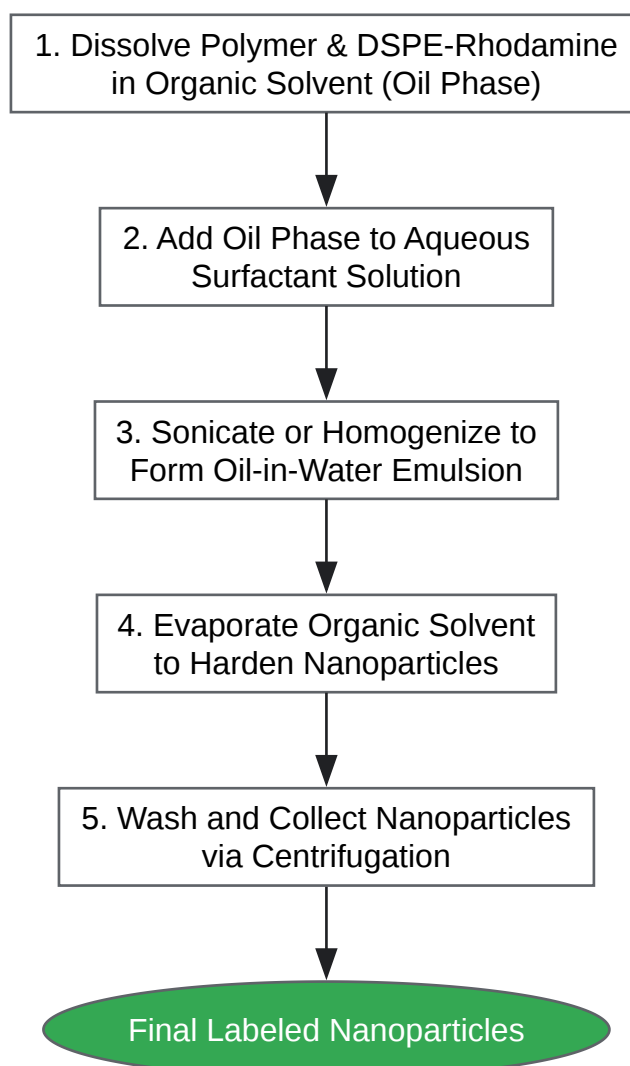 1. Dissolve Polymer & DSPE-Rhodamine
in Organic Solvent (Oil Phase)
2. Add Oil Phase to Aqueous
Surfactant Solution
3. Sonicate or Homogenize to
Form Oil-in-Water Emulsion
4. Evaporate Organic Solvent
to Harden Nanoparticles
5. Wash and Collect Nanoparticles
via Centrifugation
Final Labeled Nanoparticles